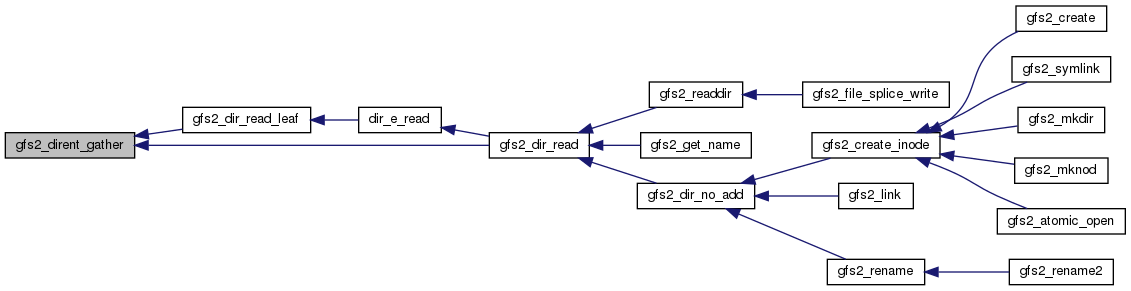 gfs2_create
gfs2_symlink
gfs2_readdir
gfs2_file_splice_write
gfs2_dir_read_leaf
dir_e_read
gfs2_mkdir
gfs2_dirent_gather
gfs2_dir_read
gfs2_get_name
gfs2_create_inode
gfs2_mknod
gfs2_dir_no_add
gfs2_link
gfs2_atomic_open
gfs2_rename
gfs2_rename2